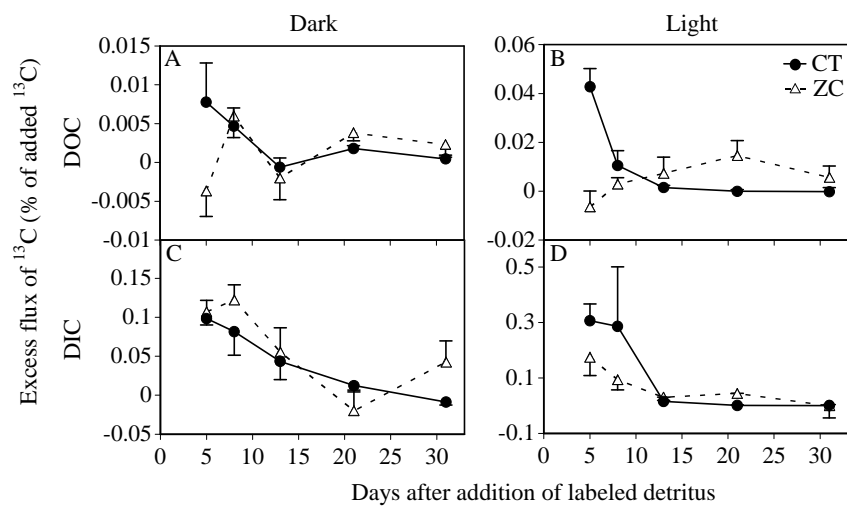 Dark
Light
Excess flux of ¹³C (% of added ¹³C)
DOC
DIC
A
0.015
0.01
0.005
0
-0.005
-0.01
B
0.06
0.04
0.02
0
-0.02
CT
ZC
C
0.15
0.1
0.05
0
-0.05
0 5 10 15 20 25 30
D
0.5
0.3
0.1
-0.1
0 5 10 15 20 25 30
Days after addition of labeled detritus